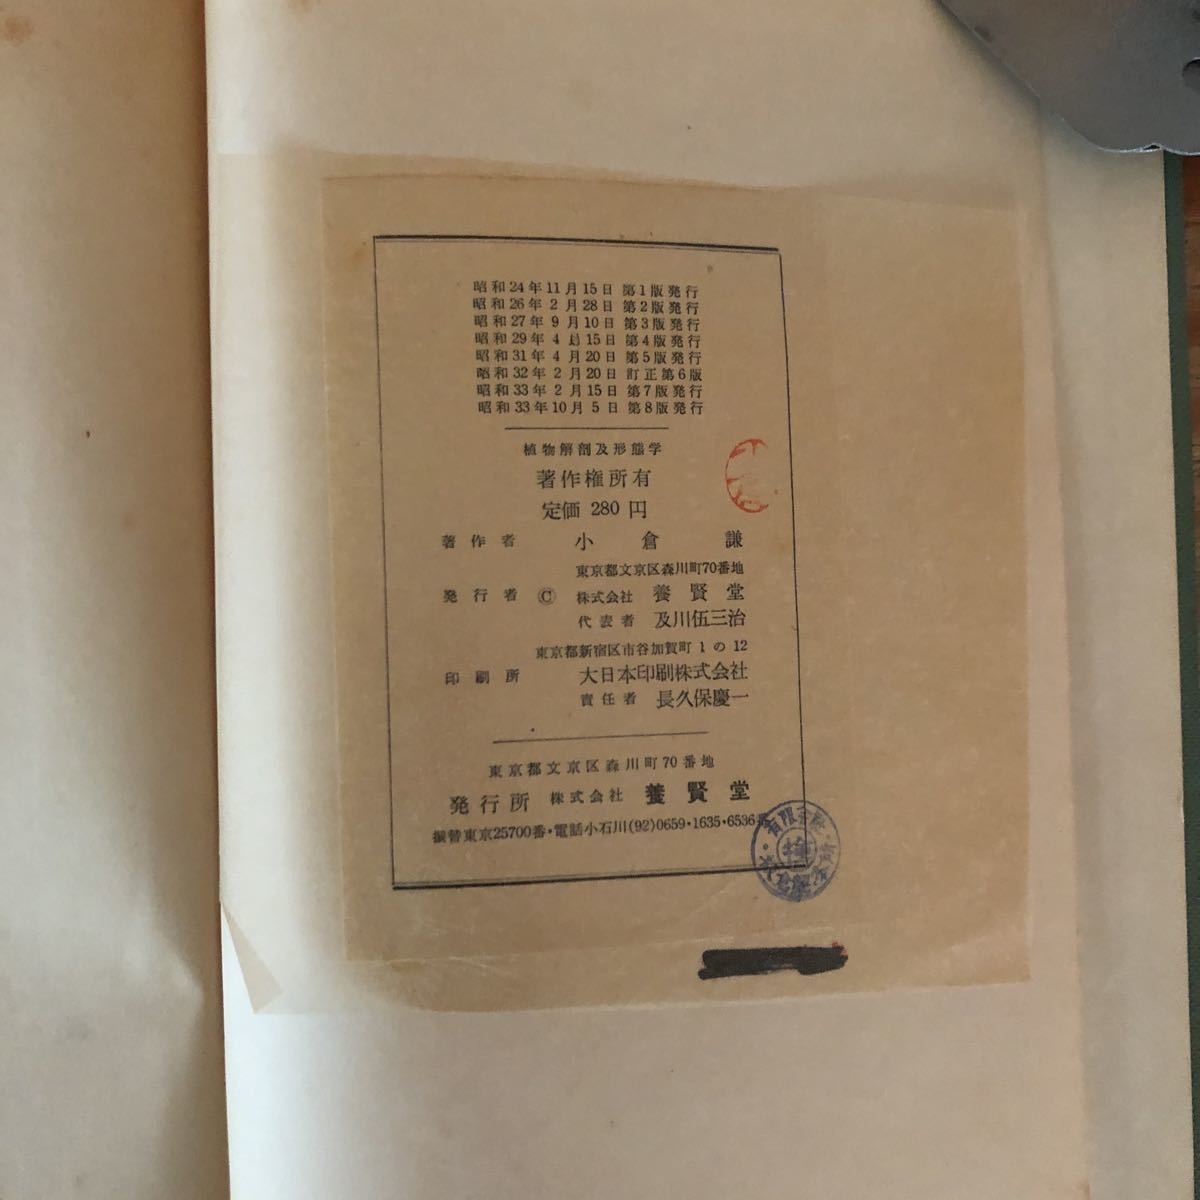 昭和24年11月15日 第1版発行
昭和26年 2月28日 第2版発行
昭和27年 9月10日 第3版発行
昭和29年 4月15日 第4版発行
昭和31年 4月20日 第5版発行
昭和32年 2月20日 訂正第6版
昭和33年 2月15日 第7版発行
昭和33年10月 5日 第8版発行
植物解剖及形態学
著作権所有
定価 280 円
著作者 小倉謙
東京都文京区森川町70番地
発行者 Ⓒ 株式会社 養賢堂
代表者 及川伍三治
東京都新宿区市谷加賀町1の12
印刷所 大日本印刷株式会社
責任者 長久保慶一
東京都文京区森川町70番地
発行所 株式会社 養賢堂
振替東京25700番・電話小石川(92)0659・1635・6536番
有限会社